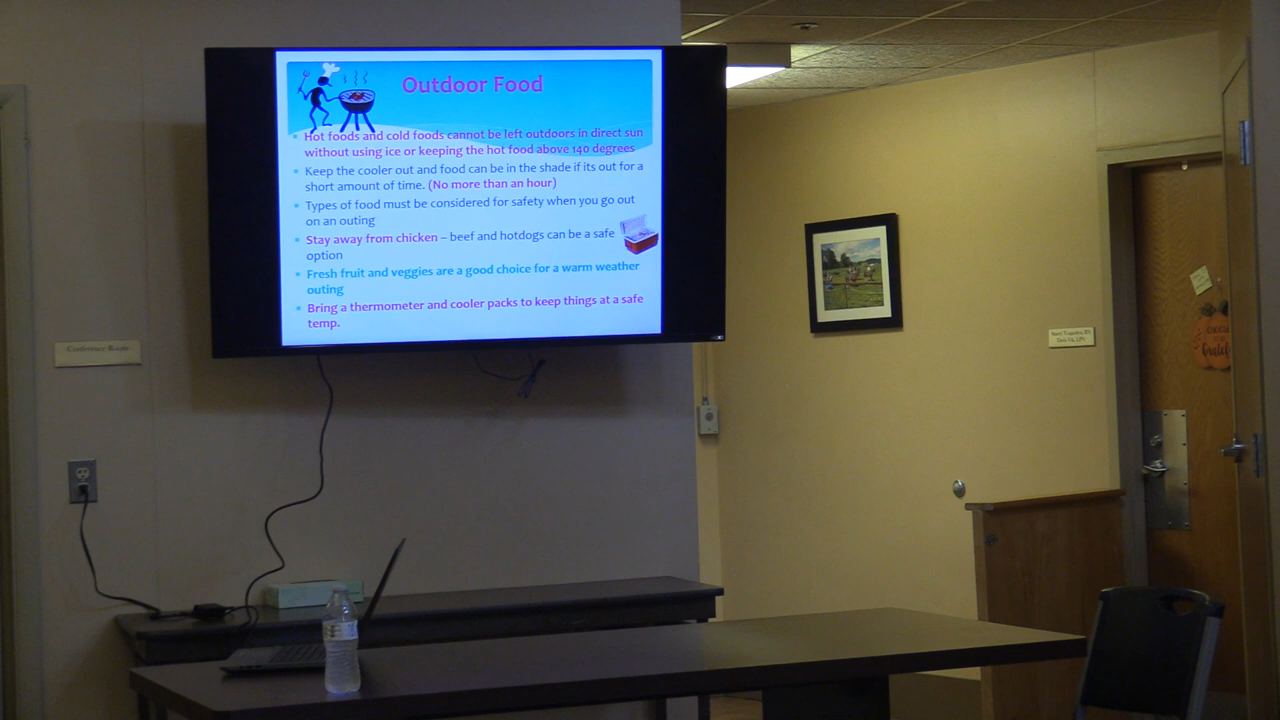 Outdoor Food
Hot foods and cold foods cannot be left outdoors in direct sun
without using ice or keeping the hot food above 140 degrees
Keep the cooler out and food can be in the shade if its out for a
short amount of time. (No more than an hour)
Types of food must be considered for safety when you go out
on an outing
Stay away from chicken – beef and hotdogs can be a safe
option
Fresh fruit and veggies are a good choice for a warm weather
outing
Bring a thermometer and cooler packs to keep things at a safe
temp.
Conference Room